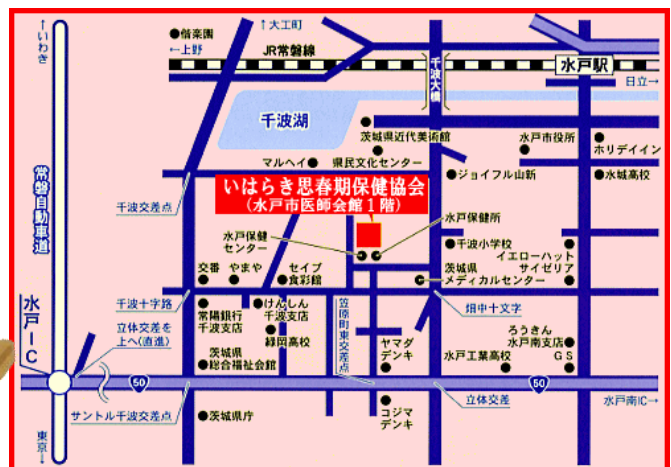 ↑いわき
●偕楽園
←上野
↑大工町
JR常磐線
千波大橋
水戸駅
日立→
千波湖
●
茨城県近代美術館
●
県民文化センター
マルヘイ●
水戸市役所
●
●
ホリデイイン
いはらき思春期保健協会
(水戸市医師会館1階)
●ジョイフル山新
●水城高校
常磐自動車道
千波交差点
水戸保健所
水戸保健
センター
●千波小学校
イエローハット
●
サイゼリア
●
茨城県
メディカルセンター
交番
●
やまや
●
セイブ
●食彩館
千波十字路
畑中十文字
水戸IC
立体交差を
上へ(直進)
●
常陽銀行
千波支店
●けんしん
千波支店
●
緑岡高校
笠原町東交差点
ヤマダ
デンキ
●
ろうきん
水戸南支店●
水戸工業高校
●
GS
●
茨城県
●総合福祉会館
50
50
サントル千波交差点
●茨城県庁
●
コジマ
デンキ
立体交差
水戸南IC→
東京↓